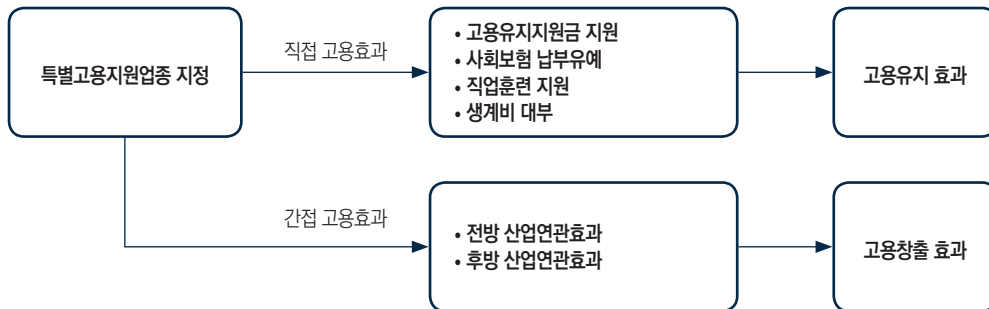 특별고용지원업종 지정
직접 고용효과
• 고용유지지원금 지원
• 사회보험 납부유예
• 직업훈련 지원
• 생계비 대부
고용유지 효과
간접 고용효과
• 전방 산업연관효과
• 후방 산업연관효과
고용창출 효과